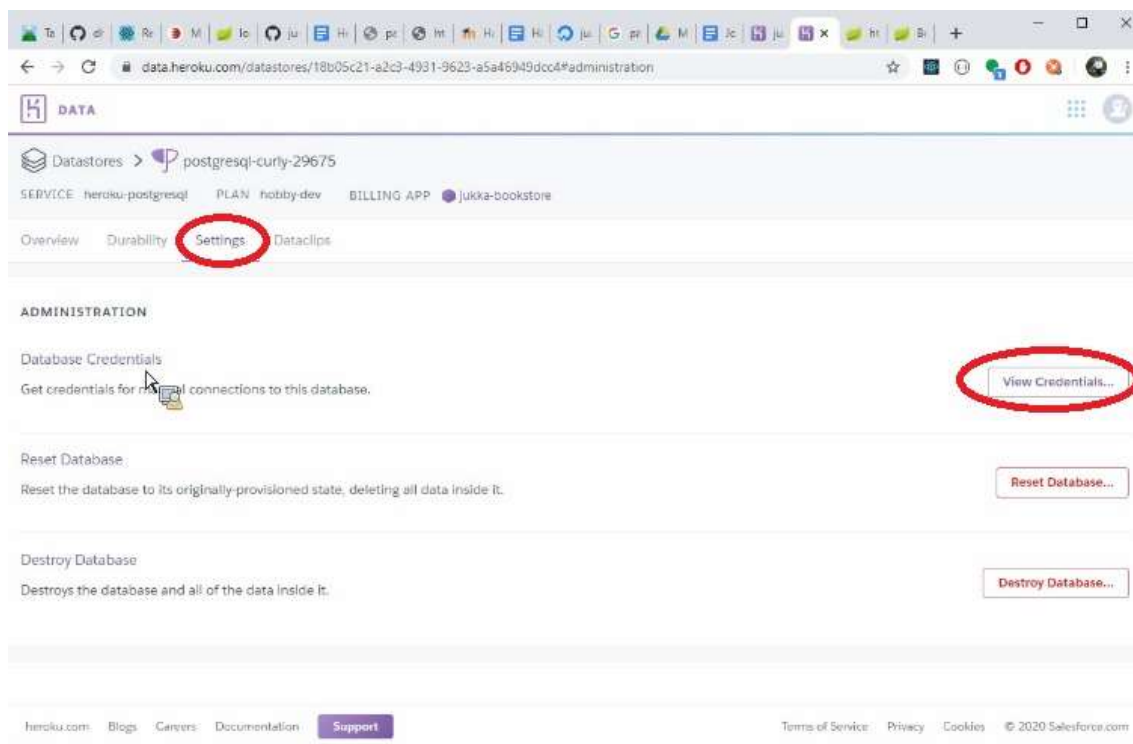 Te
M
ju
H
M
ju
ju
data.heroku.com/datastores/18b05c21-a2c3-4931-9623-a5a46949dcc4#administration
DATA
Datastores > postgresql-curly-29675
SERVICE heroku-postgresql PLAN hobby-dev BILLING APP jukka-bookstore
Overview Durability Settings Dataclips
ADMINISTRATION
Database Credentials
Get credentials for connections to this database.
View Credentials...
Reset Database
Reset the database to its originally-provisioned state, deleting all data inside it.
Reset Database...
Destroy Database
Destroys the database and all of the data inside it.
Destroy Database...
heroku.com Blogs Careers Documentation Support Terms of Service Privacy Cookies © 2020 Salesforce.com